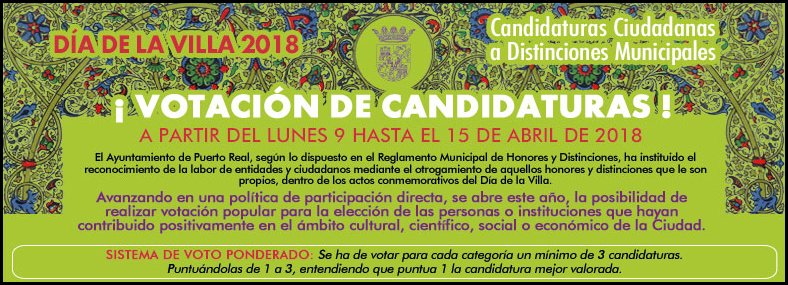 DÍA DE LA VILLA 2018
Candidaturas Ciudadanas
a Distinciones Municipales
¡ VOTACIÓN DE CANDIDATURAS !
A PARTIR DEL LUNES 9 HASTA EL 15 DE ABRIL DE 2018
El Ayuntamiento de Puerto Real, según lo dispuesto en el Reglamento Municipal de Honores y Distinciones, ha instituido el
reconocimiento de la labor de entidades y ciudadanos mediante el otrogamiento de aquellos honores y distinciones que le son
propios, dentro de los actos conmemorativos del Día de la Villa.
Avanzando en una política de participación directa, se abre este año, la posibilidad de
realizar votación popular para la elección de las personas o instituciones que hayan
contribuido positivamente en el ámbito cultural, científico, social o económico de la Ciudad.
SISTEMA DE VOTO PONDERADO: Se ha de votar para cada categoría un mínimo de 3 candidaturas.
Puntuándolas de 1 a 3, entendiendo que puntua 1 la candidatura mejor valorada.